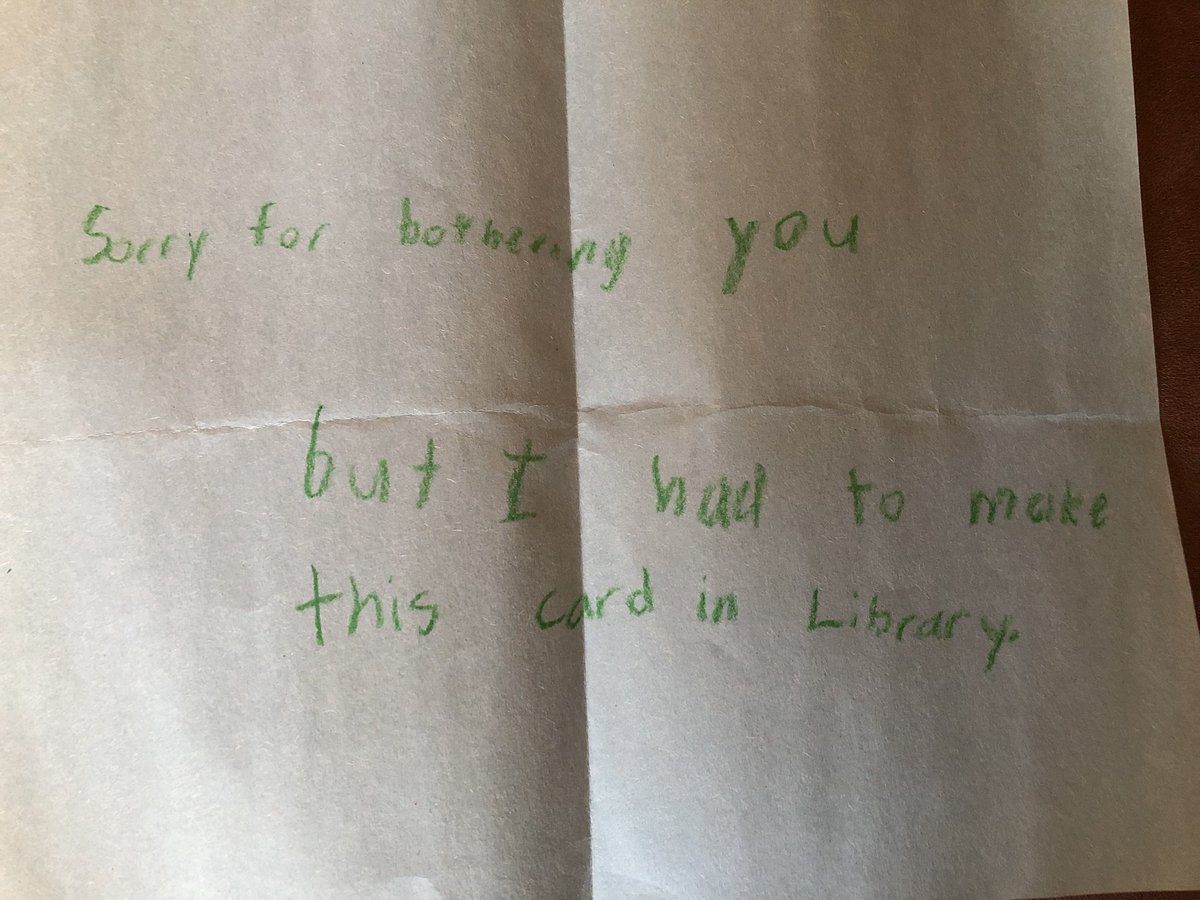 Sorry for bothering you
but I had to make
this card in Library.